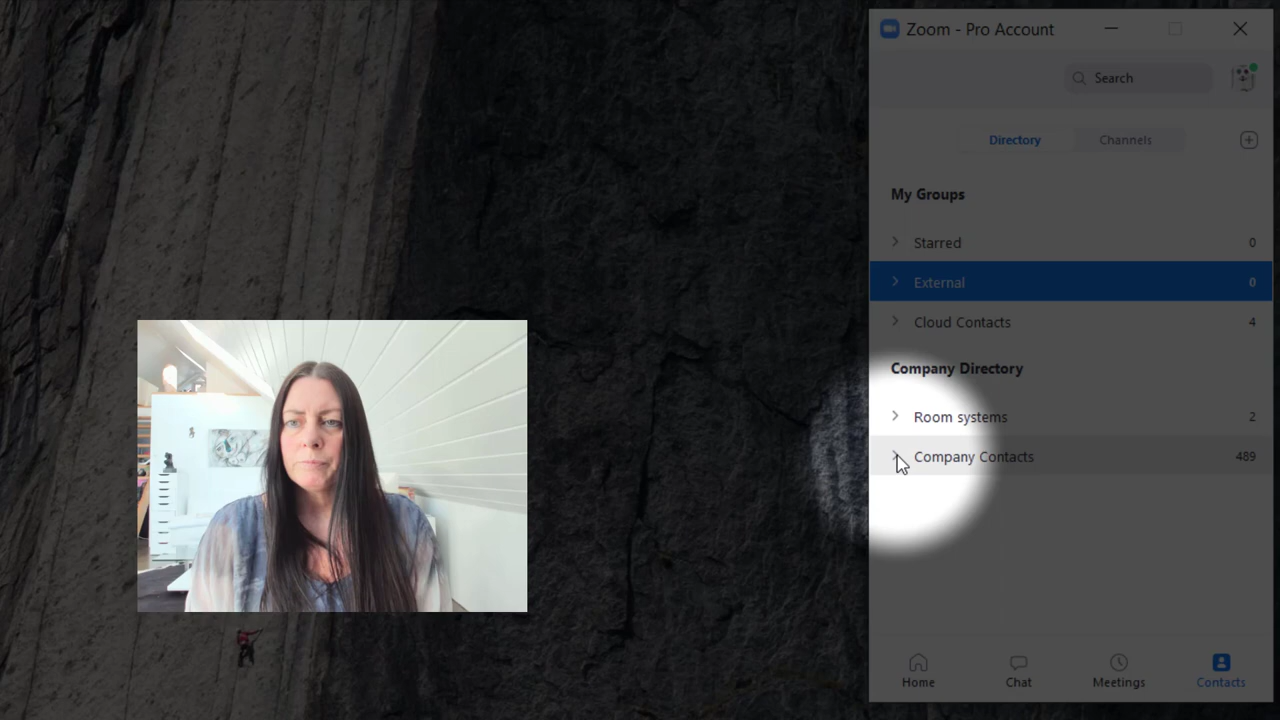 Zoom - Pro Account
Search
Directory Channels
My Groups
Starred 0
External 0
Cloud Contacts 4
Company Directory
Room systems 2
Company Contacts 489
Home Chat Meetings Contacts